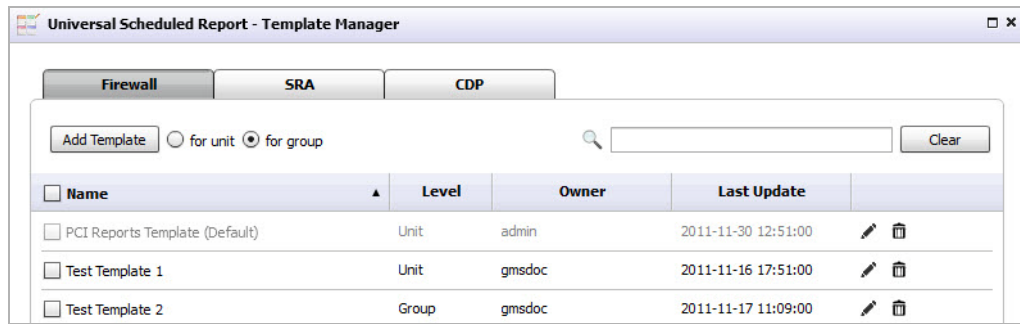 Universal Scheduled Report - Template Manager
Firewall SRA CDP
Add Template for unit for group Clear
Name Level Owner Last Update
PCI Reports Template (Default) Unit admin 2011-11-30 12:51:00
Test Template 1 Unit gmsdoc 2011-11-16 17:51:00
Test Template 2 Group gmsdoc 2011-11-17 11:09:00